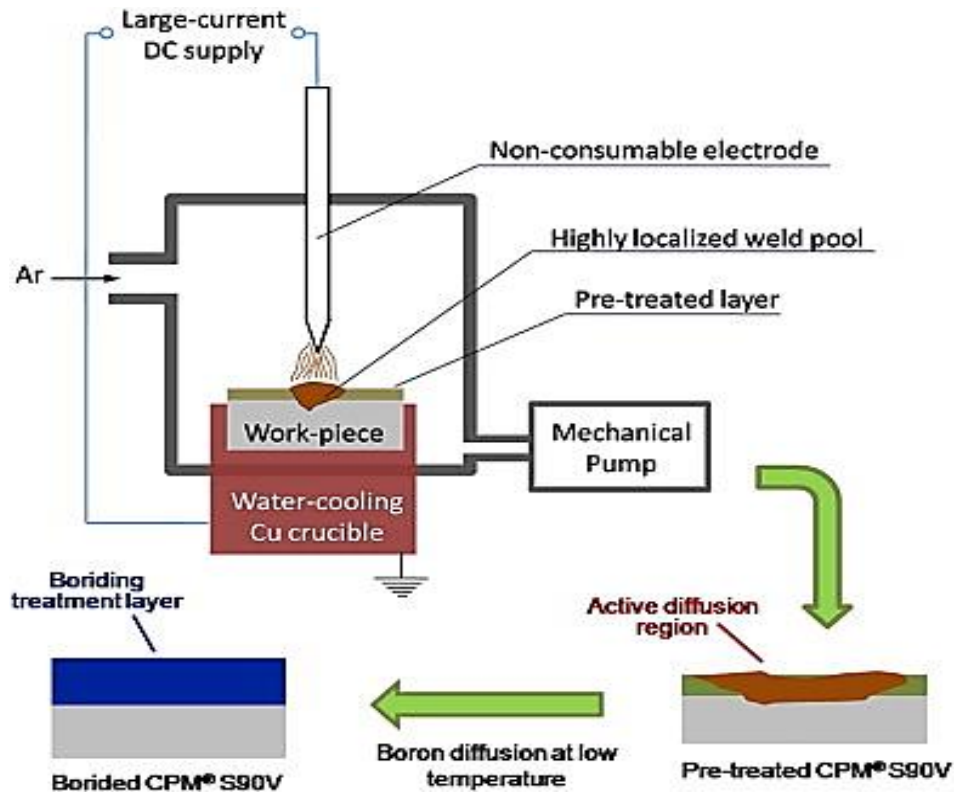 Large-current
DC supply
Non-consumable electrode
Highly localized weld pool
Ar
Pre-treated layer
Work-piece
Mechanical
Pump
Water-cooling
Cu crucible
Boriding
treatment layer
Active diffusion
region
Boron diffusion at low
temperature
Borided CPM® S90V
Pre-treated CPM® S90V